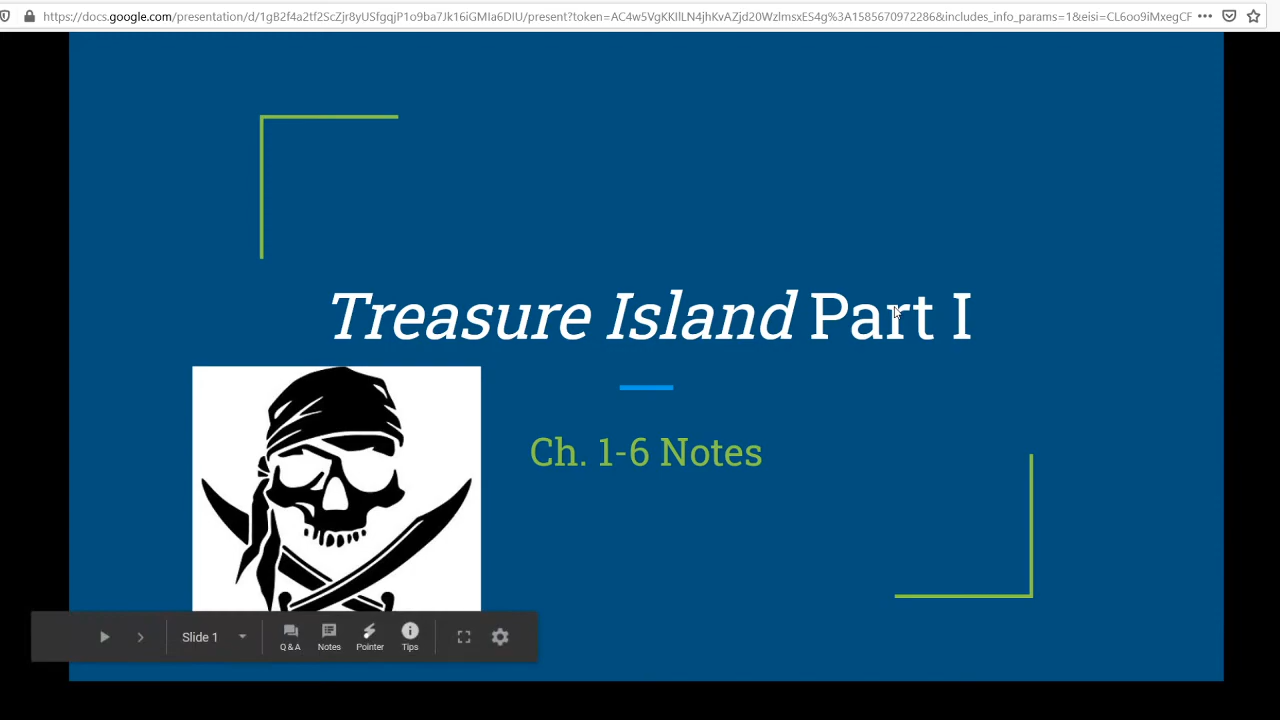 https://docs.google.com/presentation/d/1gB2f4a2tf2ScZjr8yUSfgqjP1o9ba7Jk16iGMIa6DIU/present?token=AC4w5VgKKIlLN4jhKvAZjd20WzlmsxES4g%3A1585670972286&includes_info_params=1&eisi=CL6oo9iMxegCF
Treasure Island Part I
Ch. 1-6 Notes
Slide 1
Q & A
Notes
Pointer
Tips